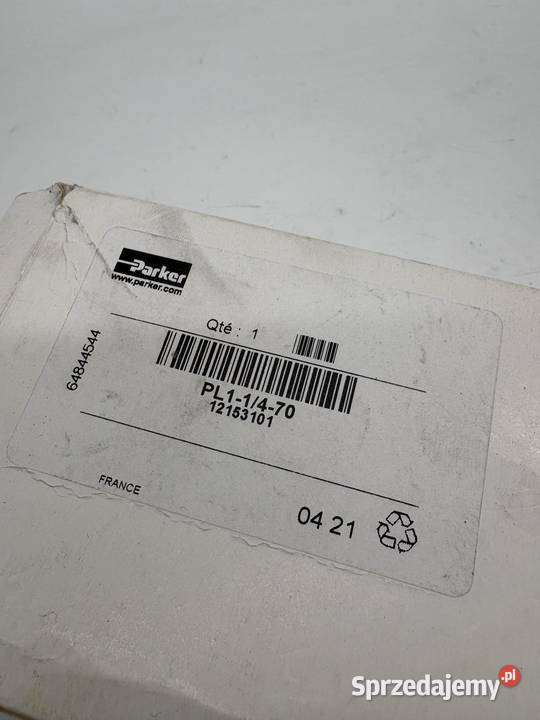 Parker
www.parker.com
Qté : 1
64844544
PL1-1/4-70
12153101
FRANCE
04 21
Sprzedajemy.pl